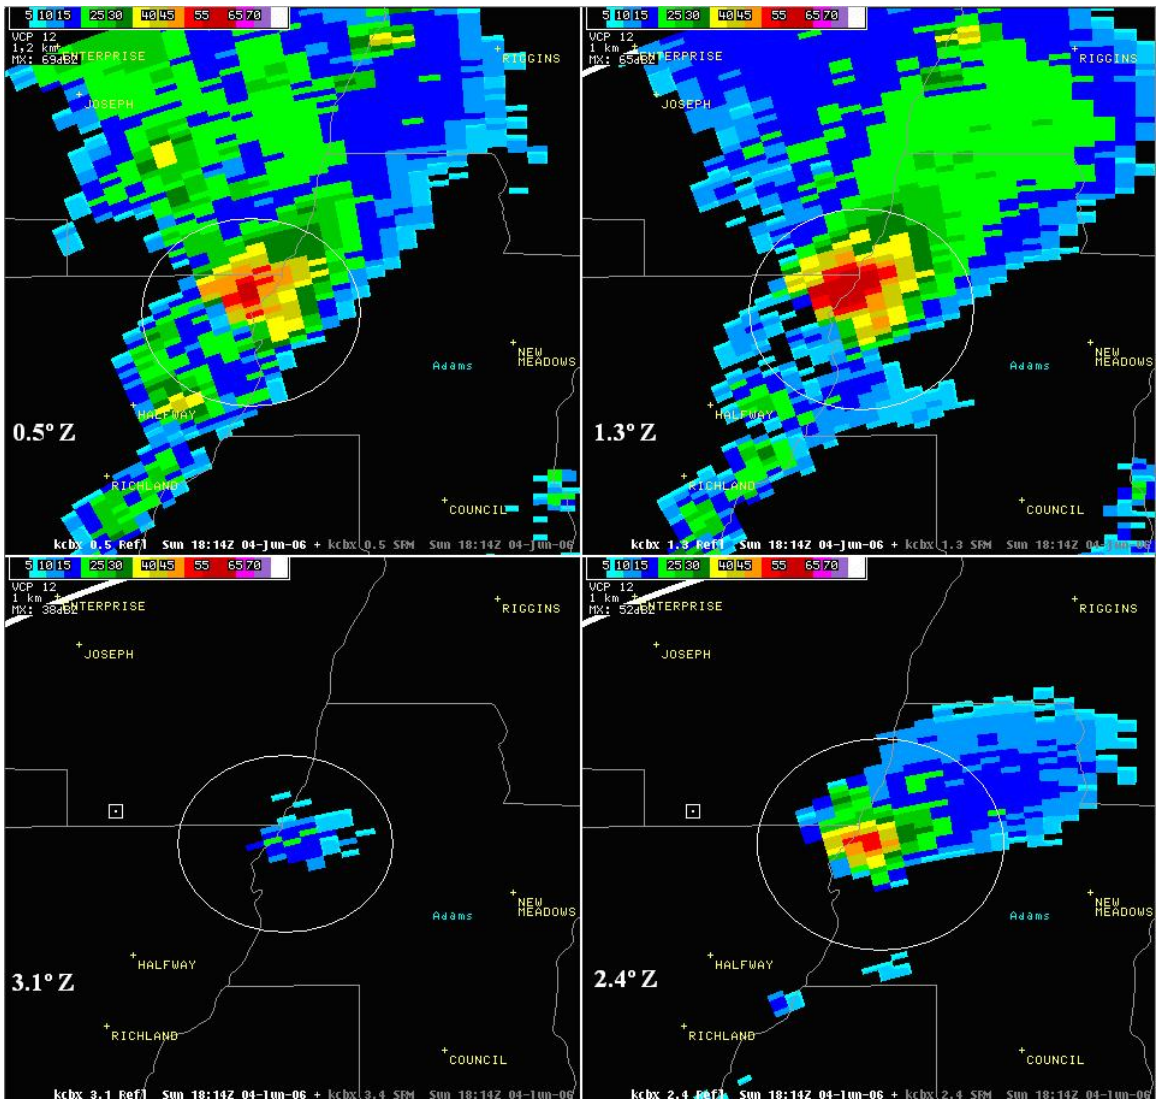 5 10 15 25 30 40 45 55 65 70
VCP 12
1,2 km
MX: 69dBZ
ENTERPRISE
RIGGINS
JOSEPH
NEW
MEADOWS
Adams
HALFWAY
0.5° Z
RICHLAND
COUNCIL
kcbx 0.5 Refl Sun 18:14Z 04-Jun-06 + kcbx 0.5 SRM Sun 18:14Z 04-Jun-06
5 10 15 25 30 40 45 55 65 70
VCP 12
1 km
MX: 65dBZ
ENTERPRISE
RIGGINS
JOSEPH
NEW
MEADOWS
Adams
HALFWAY
1.3° Z
RICHLAND
COUNCIL
kcbx 1.3 Refl Sun 18:14Z 04-Jun-06 + kcbx 1.3 SRM Sun 18:14Z 04-Jun-06
5 10 15 25 30 40 45 55 65 70
VCP 12
1 km
MX: 38dBZ
ENTERPRISE
RIGGINS
JOSEPH
NEW
MEADOWS
Adams
HALFWAY
3.1° Z
RICHLAND
COUNCIL
kcbx 3.1 Refl Sun 18:14Z 04-Jun-06 + kcbx 3.4 SRM Sun 18:14Z 04-Jun-06
5 10 15 25 30 40 45 55 65 70
VCP 12
1 km
MX: 52dBZ
ENTERPRISE
RIGGINS
JOSEPH
NEW
MEADOWS
Adams
HALFWAY
2.4° Z
RICHLAND
COUNCIL
kcbx 2.4 Refl Sun 18:14Z 04-Jun-06 + kcbx 2.4 SRM Sun 18:14Z 04-Jun-06